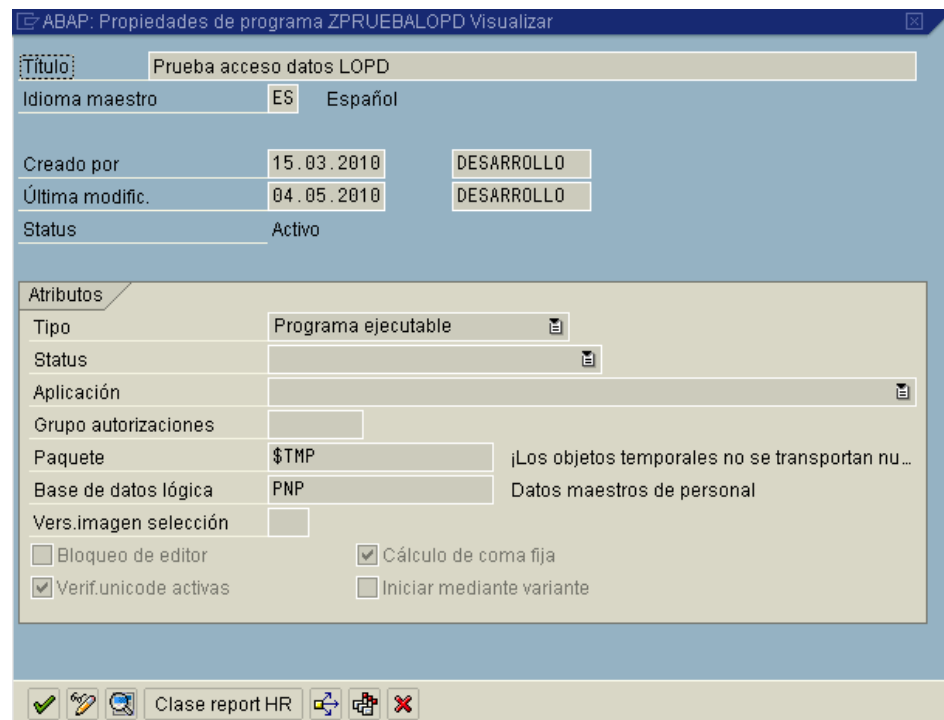 ABAP: Propiedades de programa ZPRUEBALOPD Visualizar
Título Prueba acceso datos LOPD
Idioma maestro ES Español
Creado por 15.03.2010 DESARROLLO
Última modific. 04.05.2010 DESARROLLO
Status Activo
Atributos
Tipo Programa ejecutable
Status
Aplicación
Grupo autorizaciones
Paquete $TMP ¡Los objetos temporales no se transportan nu...
Base de datos lógica PNP Datos maestros de personal
Vers.imagen selección
Bloqueo de editor Cálculo de coma fija
Verif.unicode activas Iniciar mediante variante
Clase report HR